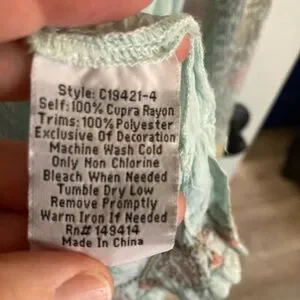 Style: C19421-4
Self: 100% Cupra Rayon
Trims: 100% Polyester
Exclusive Of Decoration
Machine Wash Cold
Only Non Chlorine
Bleach When Needed
Tumble Dry Low
Remove Promptly
Warm Iron If Needed
Rn# 149414
Made In China